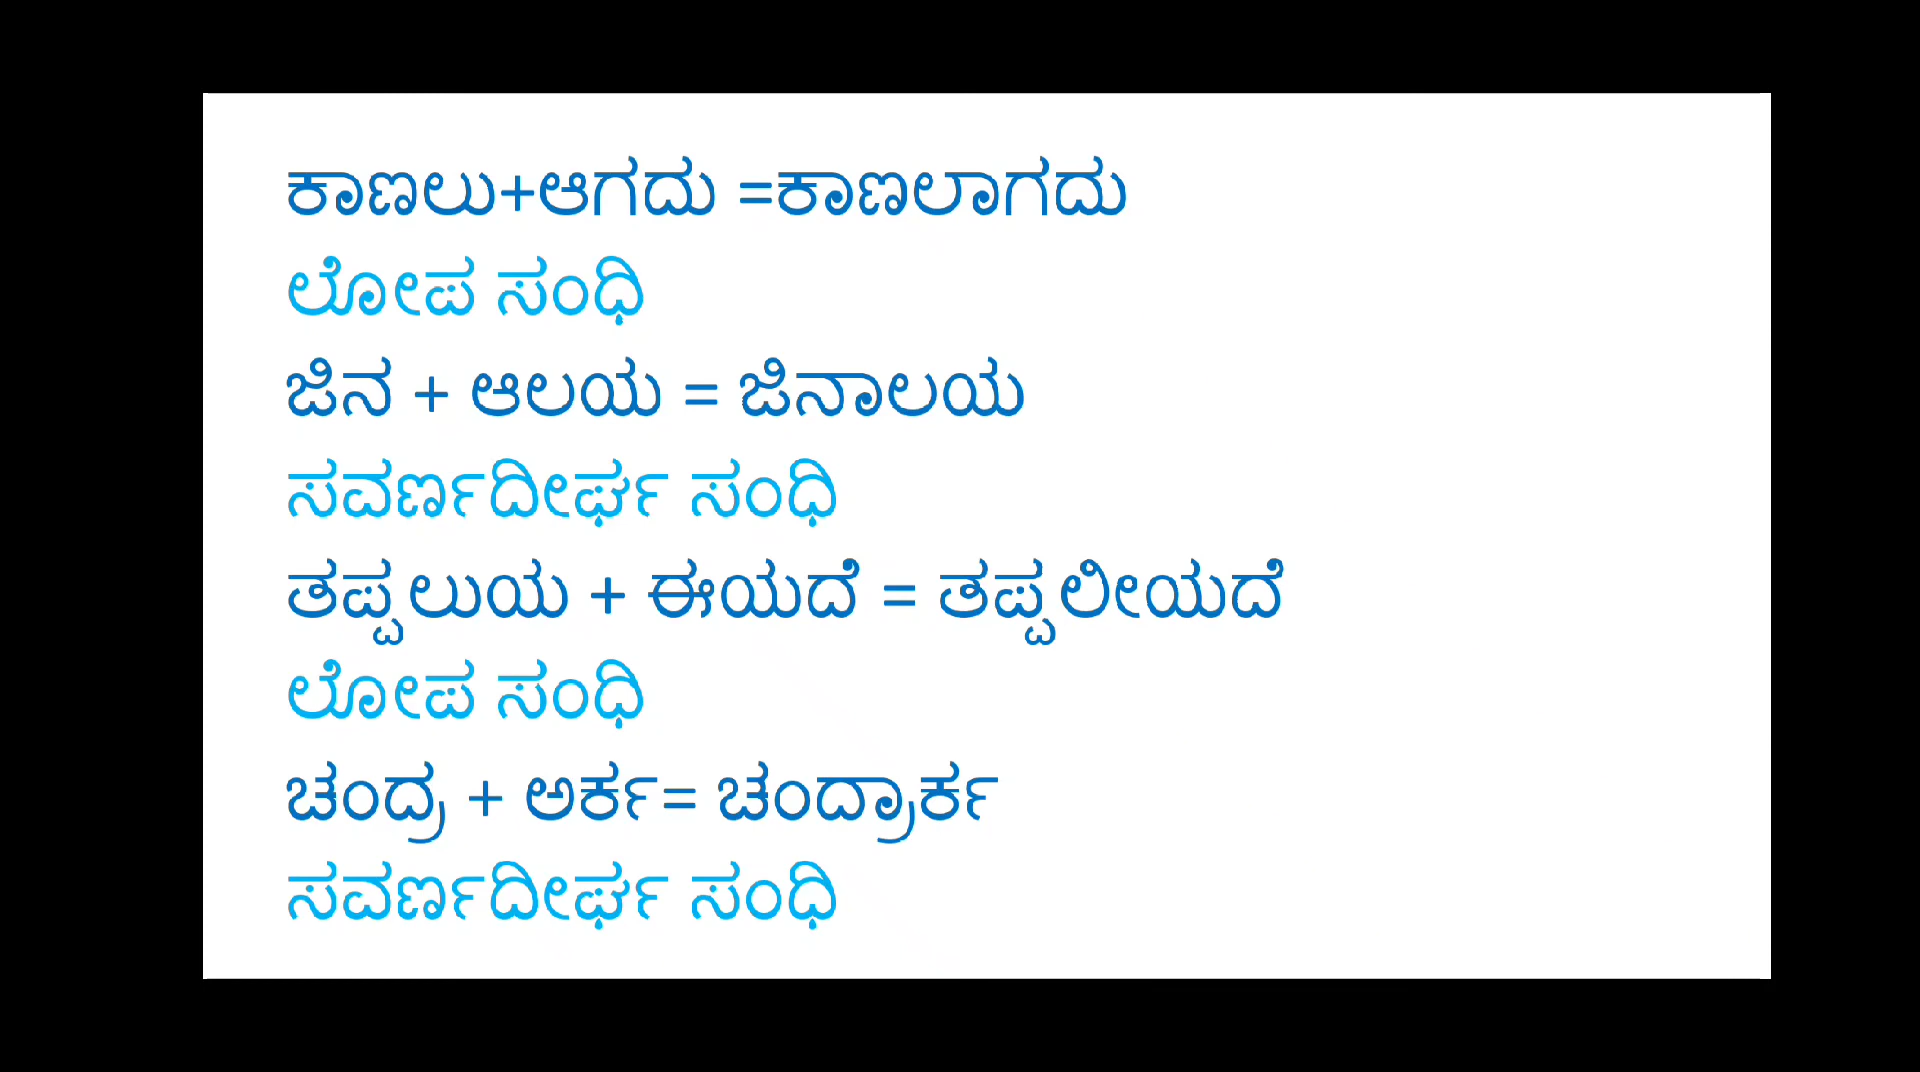 ಕಾಣಲು+ಆಗದು =ಕಾಣಲಾಗದು
ಲೋಪ ಸಂಧಿ
ಜಿನ + ಆಲಯ = ಜಿನಾಲಯ
ಸವರ್ಣದೀರ್ಘ ಸಂಧಿ
ತಪ್ಪಲುಯ + ಈಯದೆ = ತಪ್ಪಲೀಯದೆ
ಲೋಪ ಸಂಧಿ
ಚಂದ್ರ + ಅರ್ಕ= ಚಂದ್ರಾರ್ಕ
ಸವರ್ಣದೀರ್ಘ ಸಂಧಿ